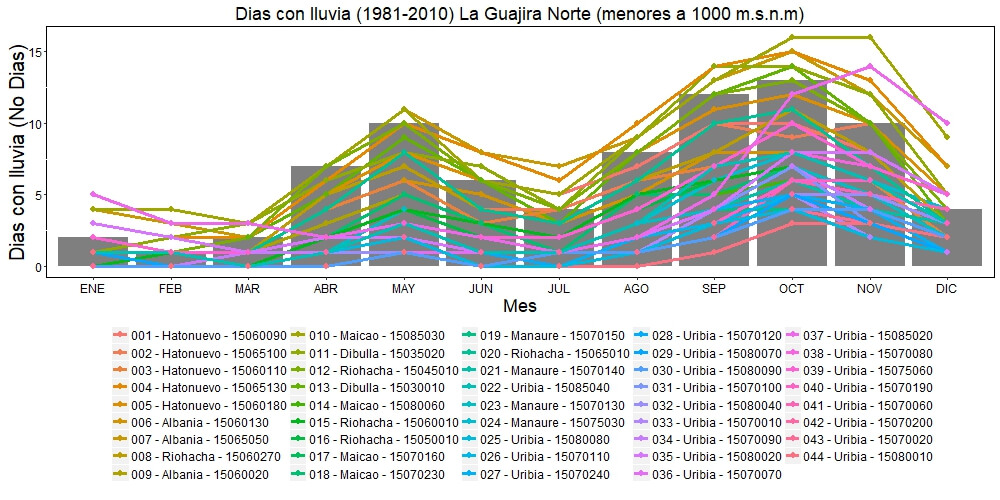 Dias con lluvia (1981-2010) La Guajira Norte (menores a 1000 m.s.n.m)
Dias con lluvia (No Dias)
15
10
5
0
ENE FEB MAR ABR MAY JUN JUL AGO SEP OCT NOV DIC
Mes
001 - Hatonuevo - 15060090 010 - Maicao - 15085030 019 - Manaure - 15070150 028 - Uribia - 15070120 037 - Uribia - 15085020
002 - Hatonuevo - 15065100 011 - Dibulla - 15035020 020 - Riohacha - 15065010 029 - Uribia - 15080070 038 - Uribia - 15070080
003 - Hatonuevo - 15060110 012 - Riohacha - 15045010 021 - Manaure - 15070140 030 - Uribia - 15080090 039 - Uribia - 15075060
004 - Hatonuevo - 15065130 013 - Dibulla - 15030010 022 - Uribia - 15085040 031 - Uribia - 15070100 040 - Uribia - 15070190
005 - Hatonuevo - 15060180 014 - Maicao - 15080060 023 - Manaure - 15070130 032 - Uribia - 15080040 041 - Uribia - 15070060
006 - Albania - 15060130 015 - Riohacha - 15060010 024 - Manaure - 15075030 033 - Uribia - 15070010 042 - Uribia - 15070200
007 - Albania - 15065050 016 - Riohacha - 15050010 025 - Uribia - 15080080 034 - Uribia - 15070090 043 - Uribia - 15070020
008 - Riohacha - 15060270 017 - Maicao - 15070160 026 - Uribia - 15070110 035 - Uribia - 15080020 044 - Uribia - 15080010
009 - Albania - 15060020 018 - Maicao - 15070230 027 - Uribia - 15070240 036 - Uribia - 15070070